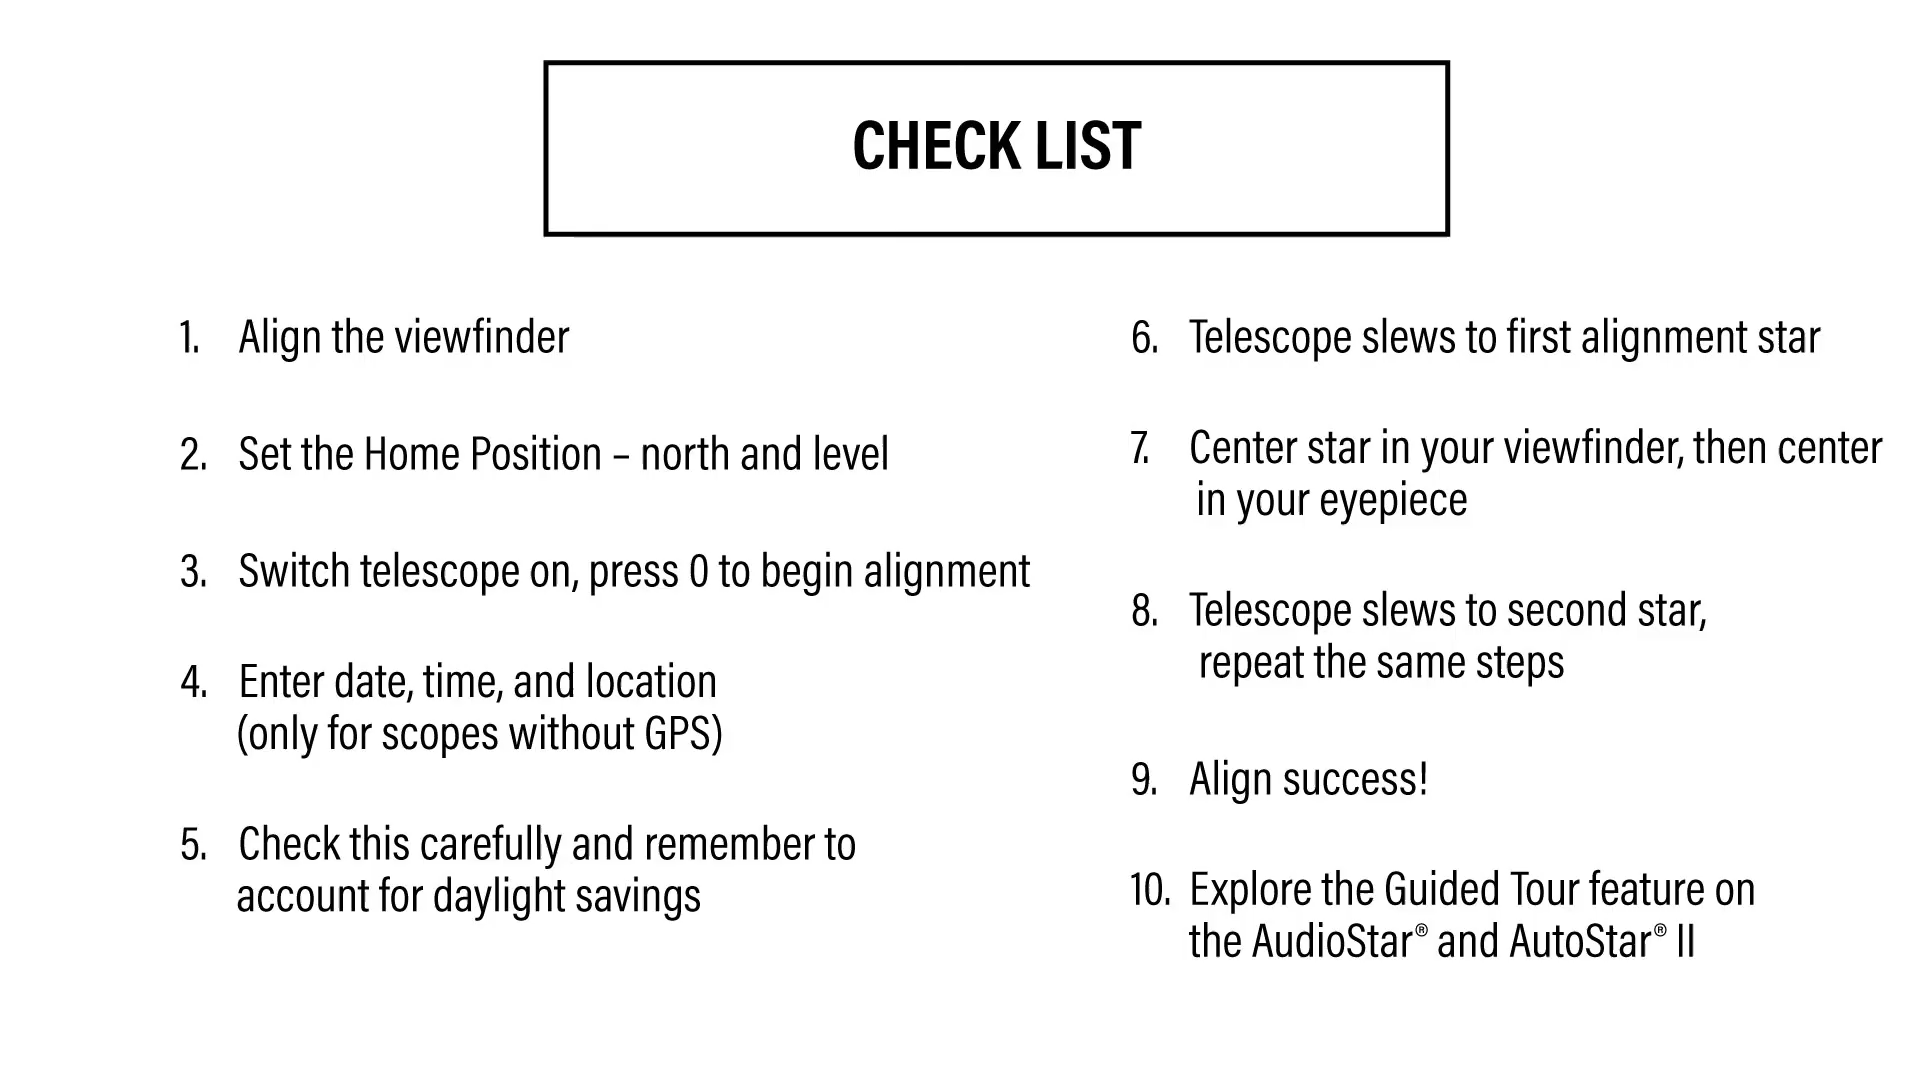 CHECK LIST
1. Align the viewfinder
2. Set the Home Position – north and level
3. Switch telescope on, press 0 to begin alignment
4. Enter date, time, and location
(only for scopes without GPS)
5. Check this carefully and remember to
account for daylight savings
6. Telescope slews to first alignment star
7. Center star in your viewfinder, then center
in your eyepiece
8. Telescope slews to second star,
repeat the same steps
9. Align success!
10. Explore the Guided Tour feature on
the AudioStar® and AutoStar® II